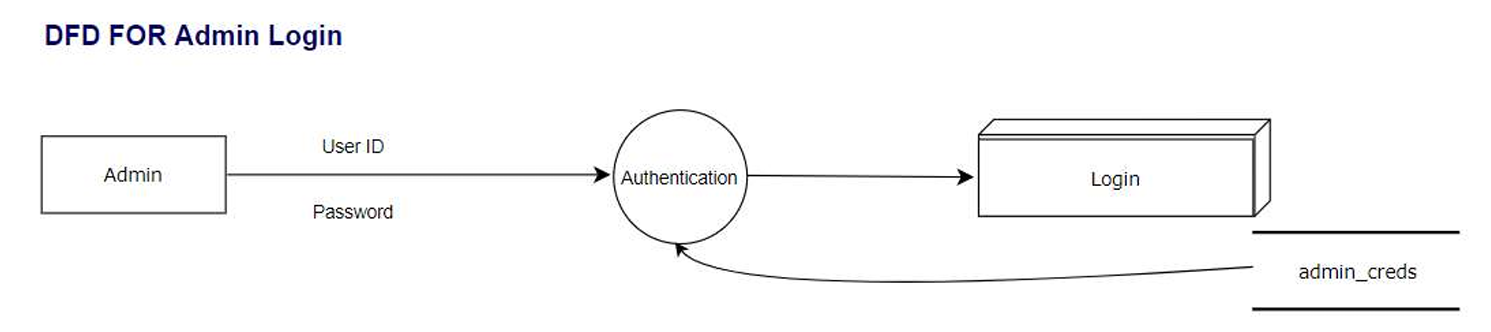 DFD FOR Admin Login
User ID
Admin
Authentication
Login
Password
admin_creds